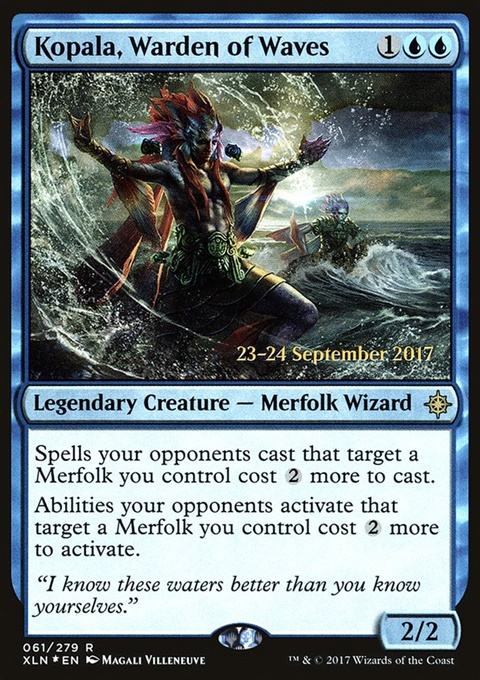 Kopala, Warden of Waves 1
23–24 September 2017
Legendary Creature — Merfolk Wizard
Spells your opponents cast that target a
Merfolk you control cost 2 more to cast.
Abilities your opponents activate that
target a Merfolk you control cost 2 more
to activate.
“I know these waters better than you know
yourselves.”
2/2
061/279 R
XLN ★ EN Magali Villeneuve
™ & © 2017 Wizards of the Coast